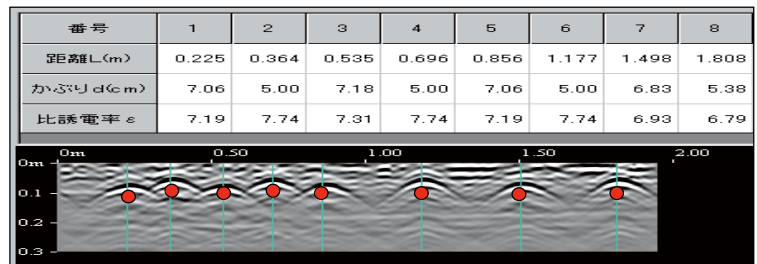 番号 1 2 3 4 5 6 7 8
距離L(m) 0.225 0.364 0.535 0.696 0.856 1.177 1.498 1.808
かぶりd(cm) 7.06 5.00 7.18 5.00 7.06 5.00 6.83 5.38
比誘電率ε 7.19 7.74 7.31 7.74 7.19 7.74 6.93 6.79
0m 0.50 1.00 1.50 2.00
0m
0.1
0.2
0.3